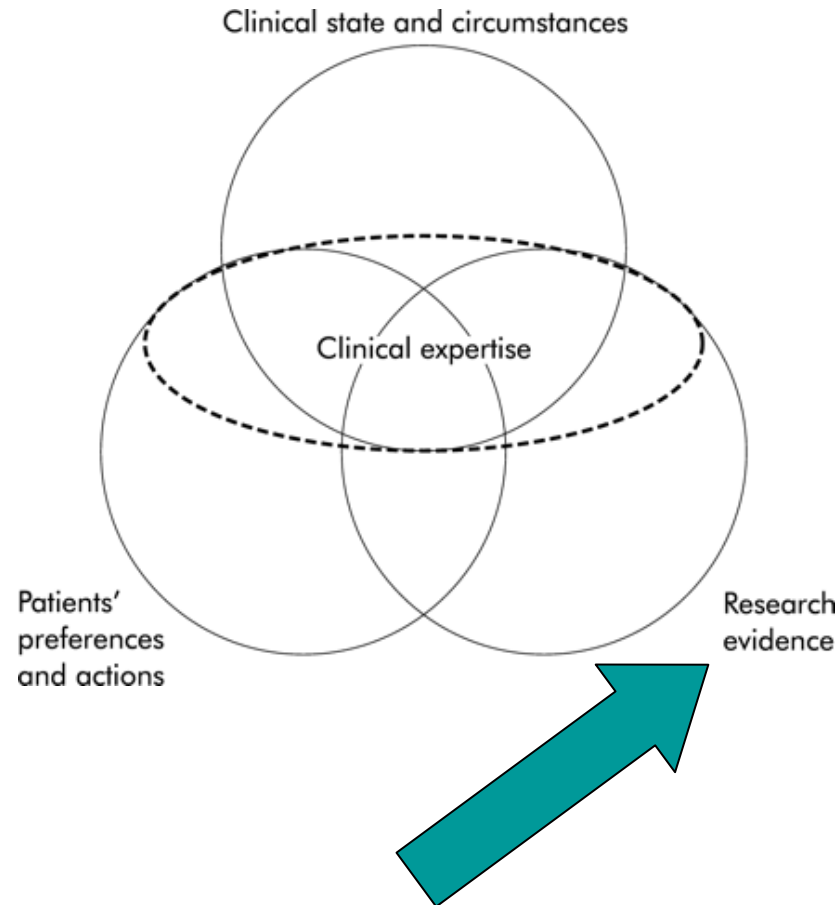 Clinical state and circumstances
Clinical expertise
Patients'
preferences
and actions
Research
evidence